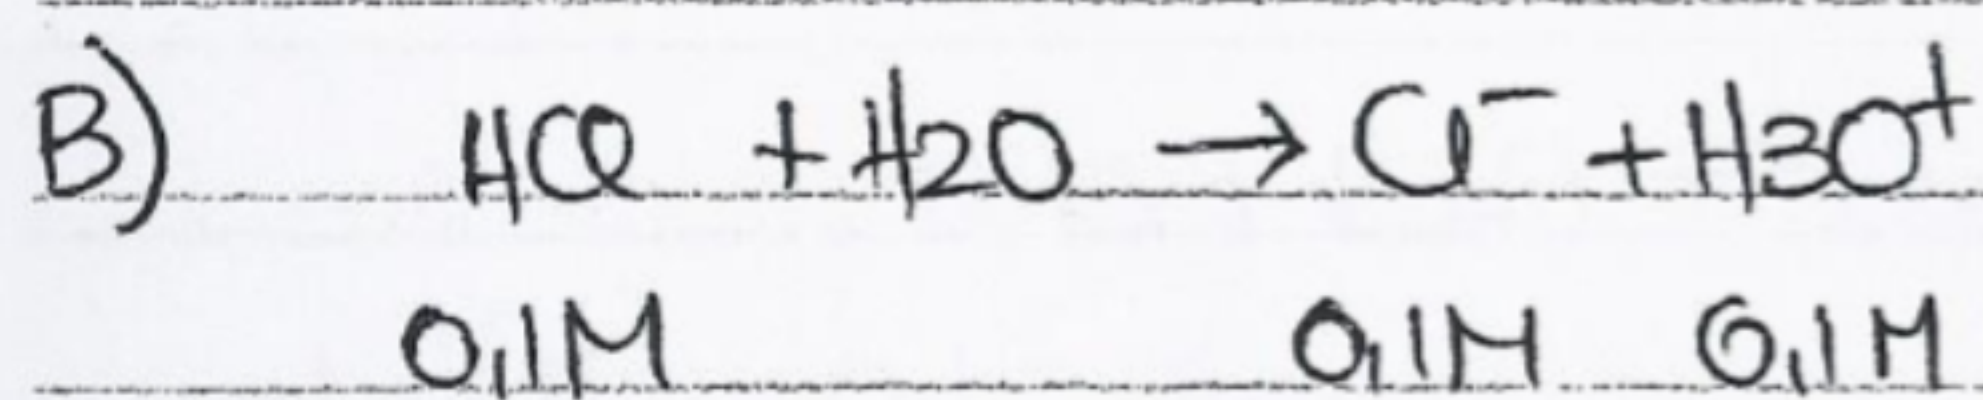 B) HCl + H2O → Cl⁻ + H3O⁺
0,1M 0,1M 0,1M